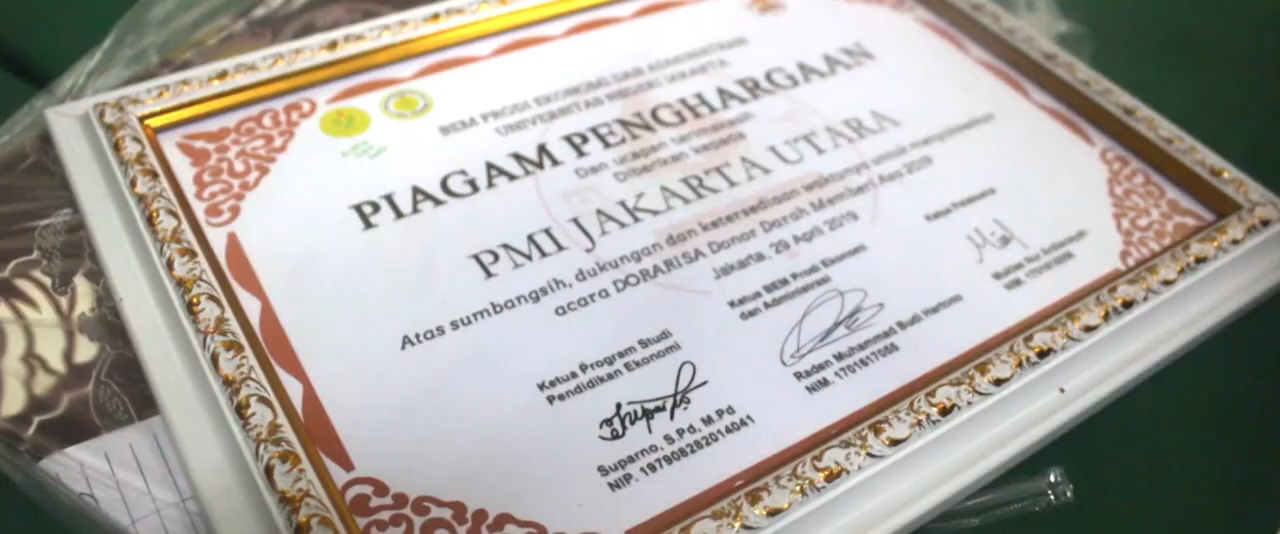 BEM PRODI EKONOMI DAN ADMINISTRASI
UNIVERSITAS NEGERI JAKARTA
PIAGAM PENGHARGAAN
Dan ucapan terimakasih
Diberikan kepada
PMI JAKARTA UTARA
Atas sumbangsih, dukungan dan ketersediaan waktunya untuk menyukseskan
acara DORARISA Donor Darah Memberi Asa 2019
Jakarta, 29 April 2019
Ketua Program Studi
Pendidikan Ekonomi
Suparno, S.Pd, M.Pd
NIP. 197908282014041
Ketua BEM Prodi Ekonomi
dan Administrasi
Raden Muhammad Budi Hartono
NIM. 1701617088
Ketua Pelaksana
Nur
NIM